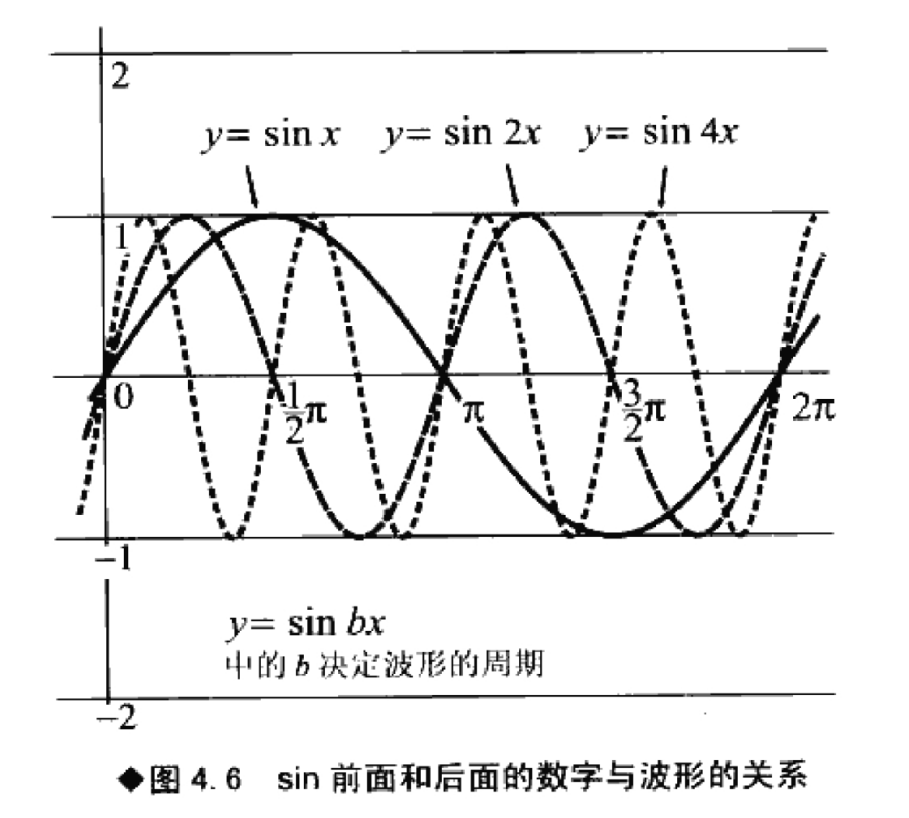 2
y= sin x y= sin 2x y= sin 4x
1
0 1/2π π 3/2π 2π
−1
y= sin bx
中的 b 决定波形的周期
−2
◆图 4.6 sin 前面和后面的数字与波形的关系